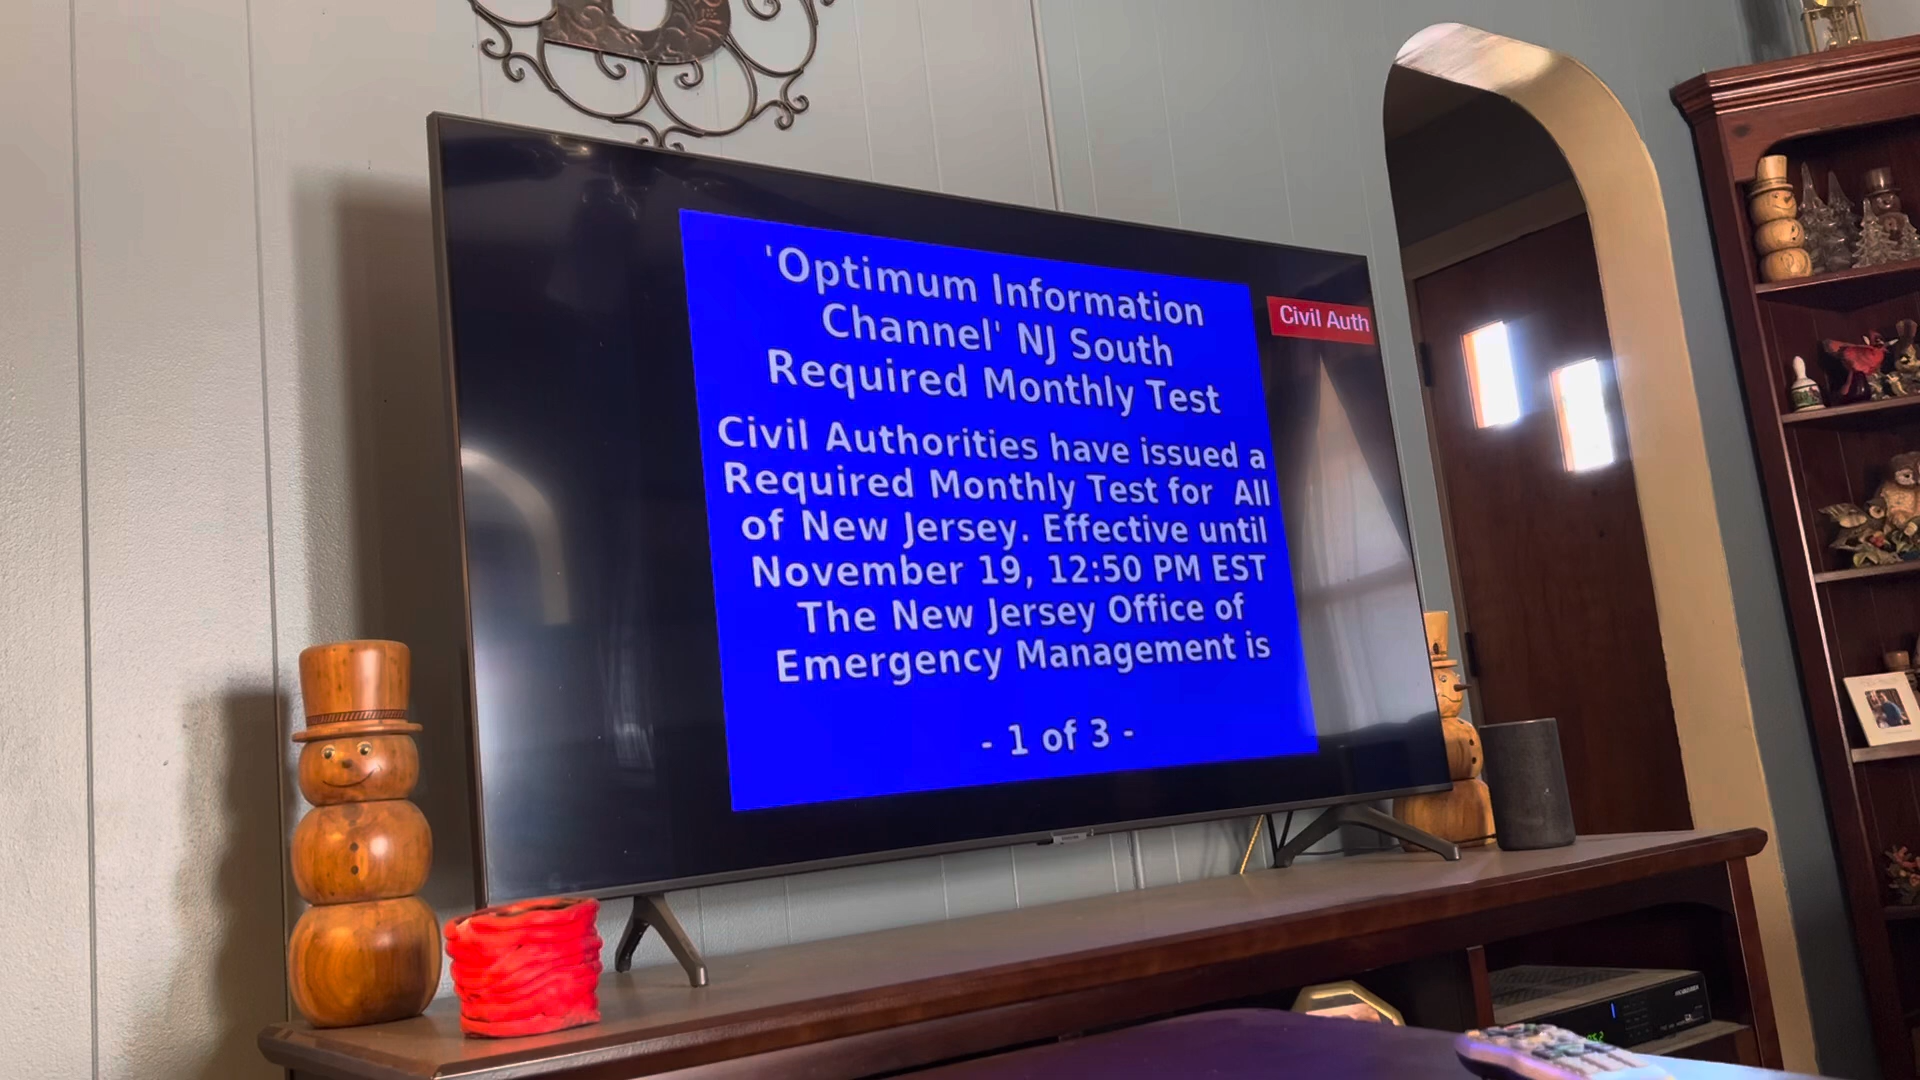 'Optimum Information
Channel' NJ South
Required Monthly Test
Civil Authorities have issued a
Required Monthly Test for All
of New Jersey. Effective until
November 19, 12:50 PM EST
The New Jersey Office of
Emergency Management is
- 1 of 3 -
Civil Auth